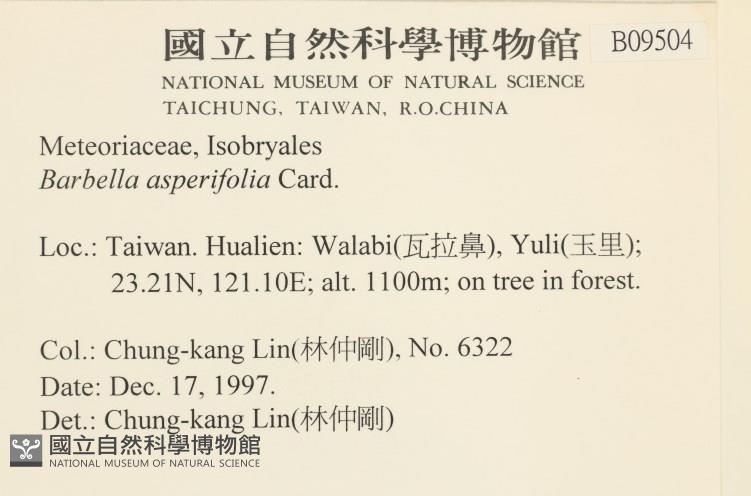 國立自然科學博物館
B09504
NATIONAL MUSEUM OF NATURAL SCIENCE
TAICHUNG, TAIWAN, R.O.CHINA
Meteoriaceae, Isobryales
Barbella asperifolia Card.
Loc.: Taiwan. Hualien: Walabi(瓦拉鼻), Yuli(玉里);
23.21N, 121.10E; alt. 1100m; on tree in forest.
Col.: Chung-kang Lin(林仲剛), No. 6322
Date: Dec. 17, 1997.
Det.: Chung-kang Lin(林仲剛)
國立自然科學博物館
NATIONAL MUSEUM OF NATURAL SCIENCE